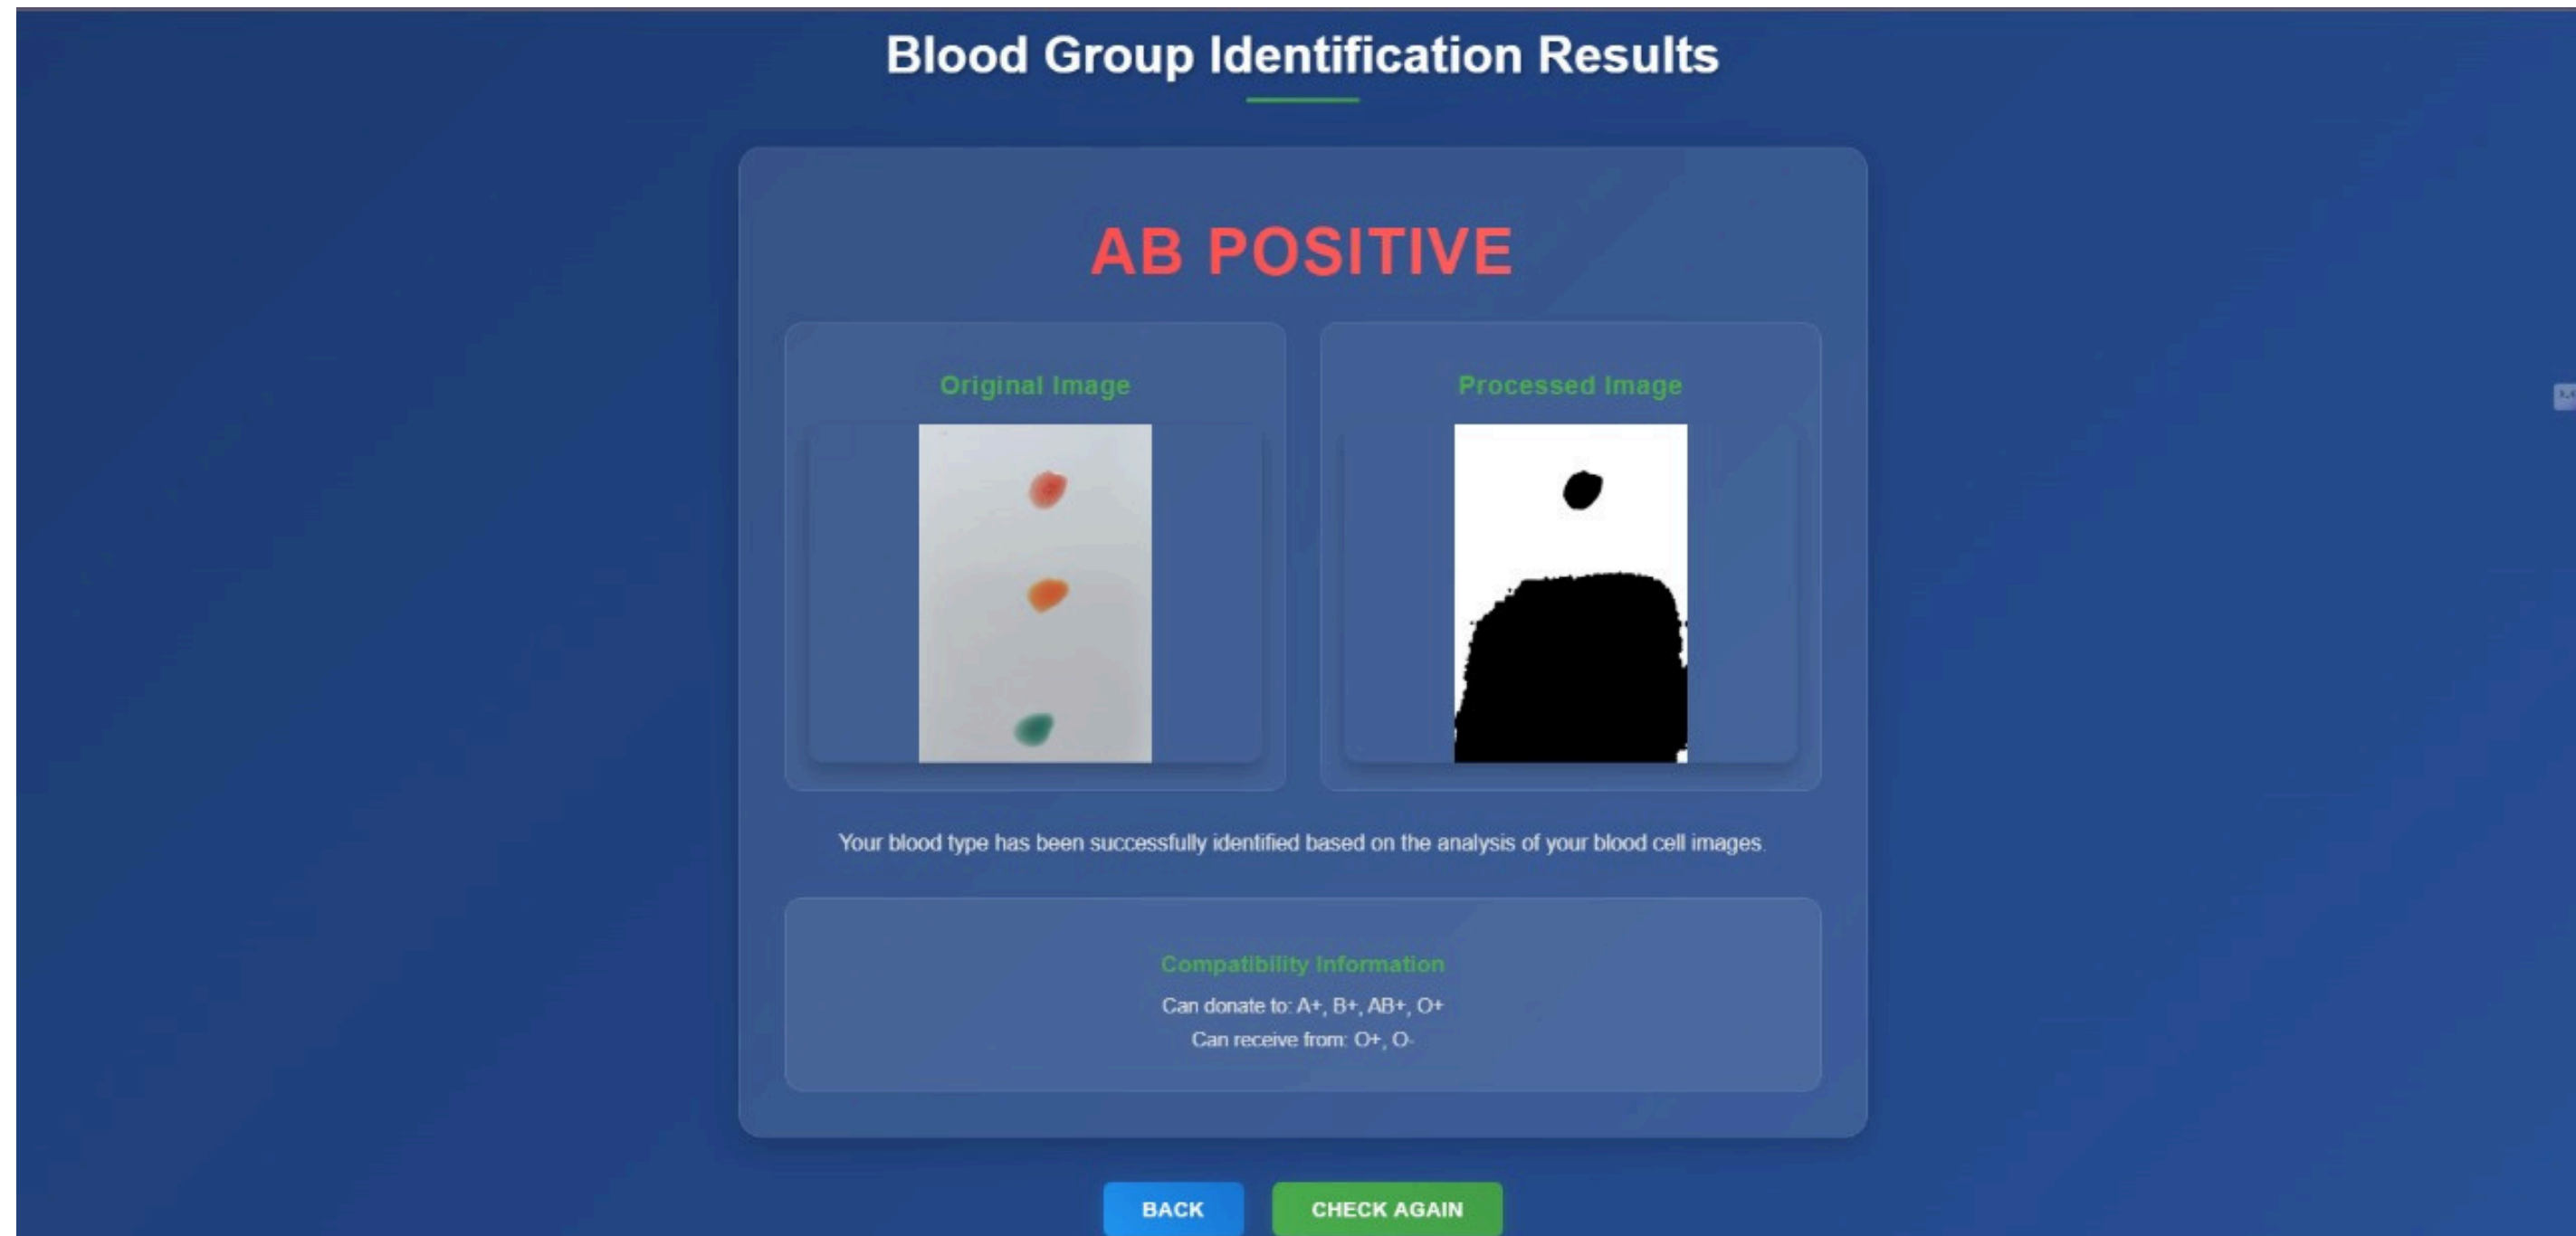 Blood Group Identification Results
AB POSITIVE
Original Image
Processed Image
Your blood type has been successfully identified based on the analysis of your blood cell images.
Compatibility Information
Can donate to: A+, B+, AB+, O+
Can receive from: O+, O-
BACK
CHECK AGAIN